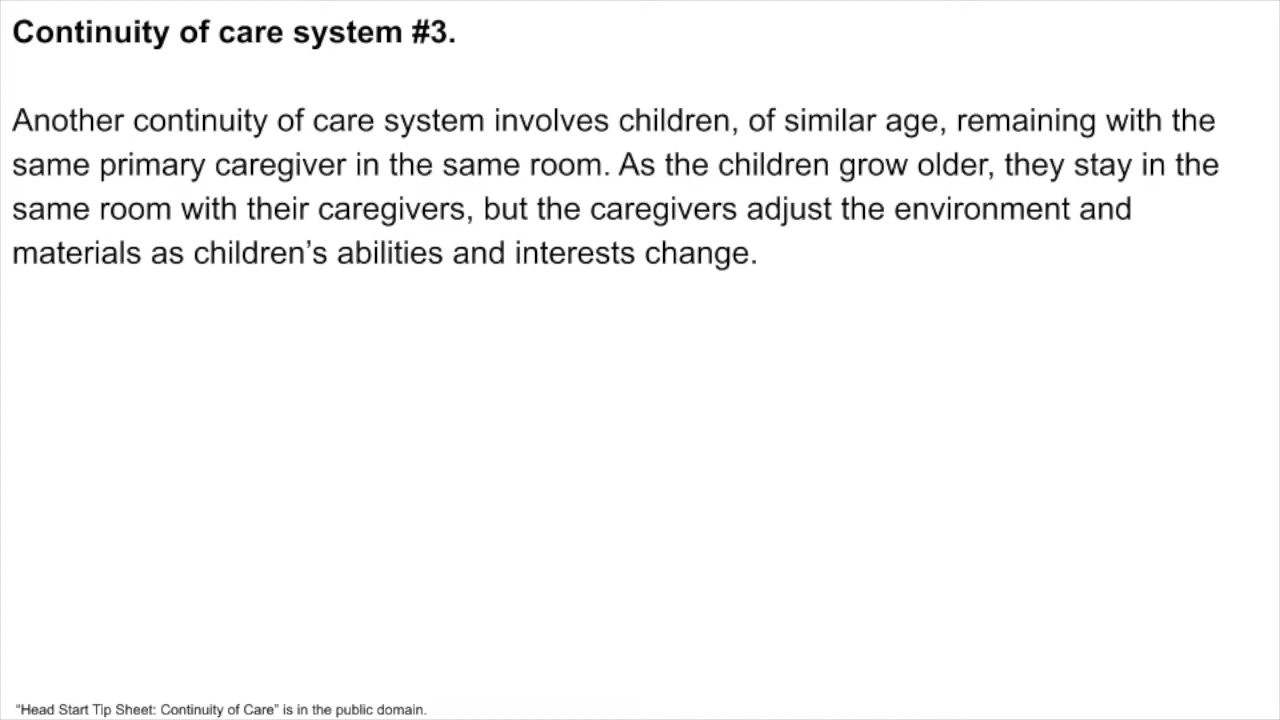 Continuity of care system #3.
Another continuity of care system involves children, of similar age, remaining with the
same primary caregiver in the same room. As the children grow older, they stay in the
same room with their caregivers, but the caregivers adjust the environment and
materials as children’s abilities and interests change.
“Head Start Tip Sheet: Continuity of Care” is in the public domain.